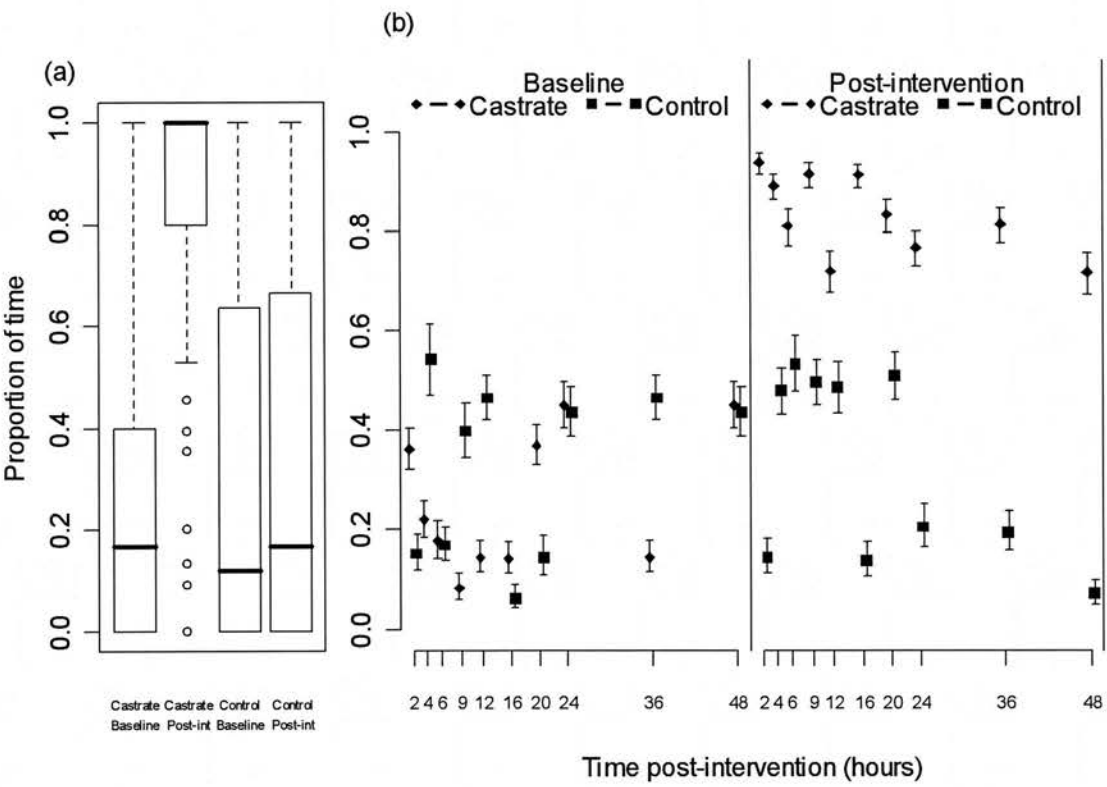 (a)
Proportion of time
1.0
0.8
0.6
0.4
0.2
0.0
Castrate Castrate Control Control
Baseline Post-int Baseline Post-int
(b)
Baseline
Castrate Control
Post-intervention
Castrate Control
1.0
0.8
0.6
0.4
0.2
0.0
2 4 6 9 12 16 20 24 36 48
2 4 6 9 12 16 20 24 36 48
Time post-intervention (hours)